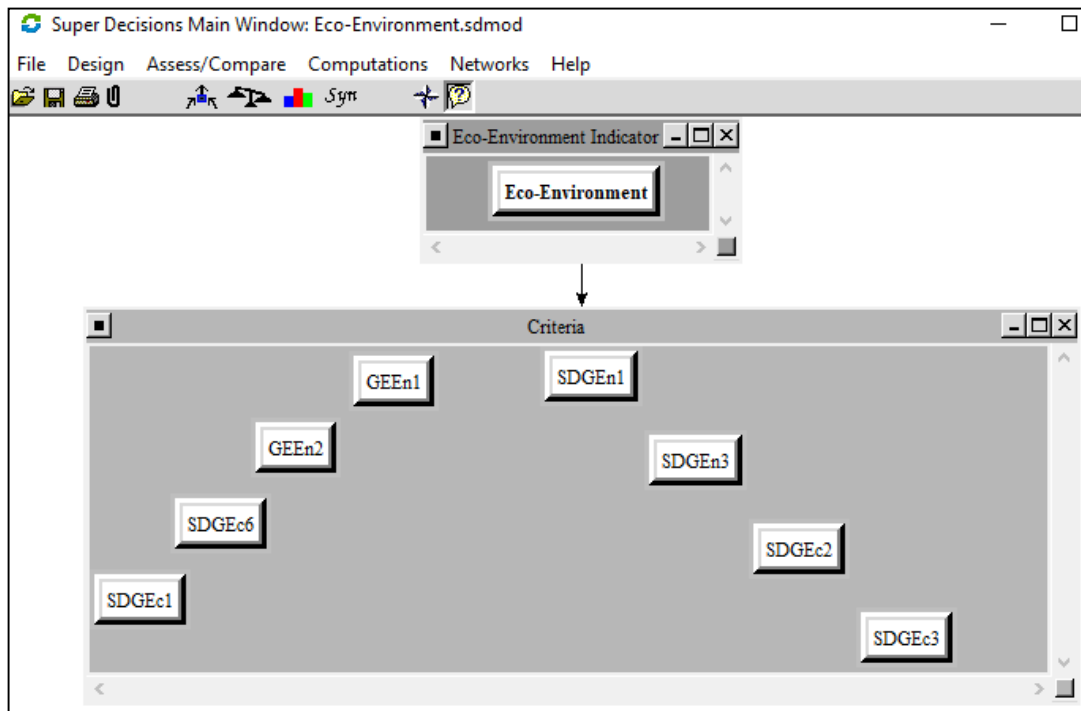 Super Decisions Main Window: Eco-Environment.sdmod
File Design Assess/Compare Computations Networks Help
Syn
Eco-Environment Indicator
Eco-Environment
Criteria
GEEn1
SDGEn1
GEEn2
SDGEn3
SDGEc6
SDGEc2
SDGEc1
SDGEc3